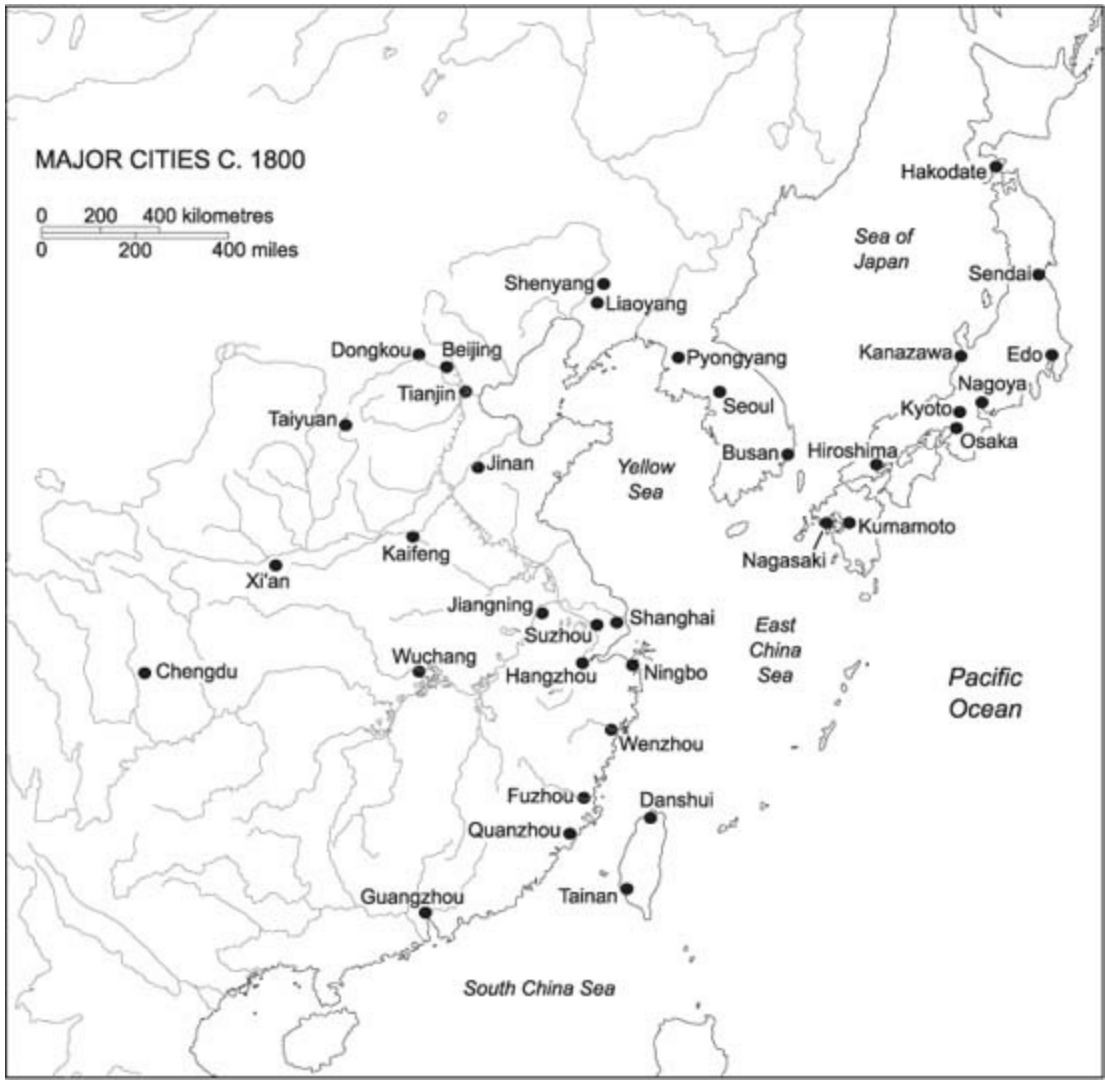 MAJOR CITIES C. 1800
0 200 400 kilometres
0 200 400 miles
Hakodate
Sea of
Japan
Sendai
Shenyang
Liaoyang
Dongkou
Beijing
Pyongyang
Kanazawa
Edo
Tianjin
Nagoya
Seoul
Kyoto
Taiyuan
Osaka
Hiroshima
Busan
Jinan
Yellow
Sea
Kumamoto
Kaifeng
Nagasaki
Xi'an
Jiangning
Shanghai
Suzhou
East
China
Sea
Wuchang
Chengdu
Hangzhou
Ningbo
Pacific
Ocean
Wenzhou
Fuzhou
Danshui
Quanzhou
Guangzhou
Tainan
South China Sea